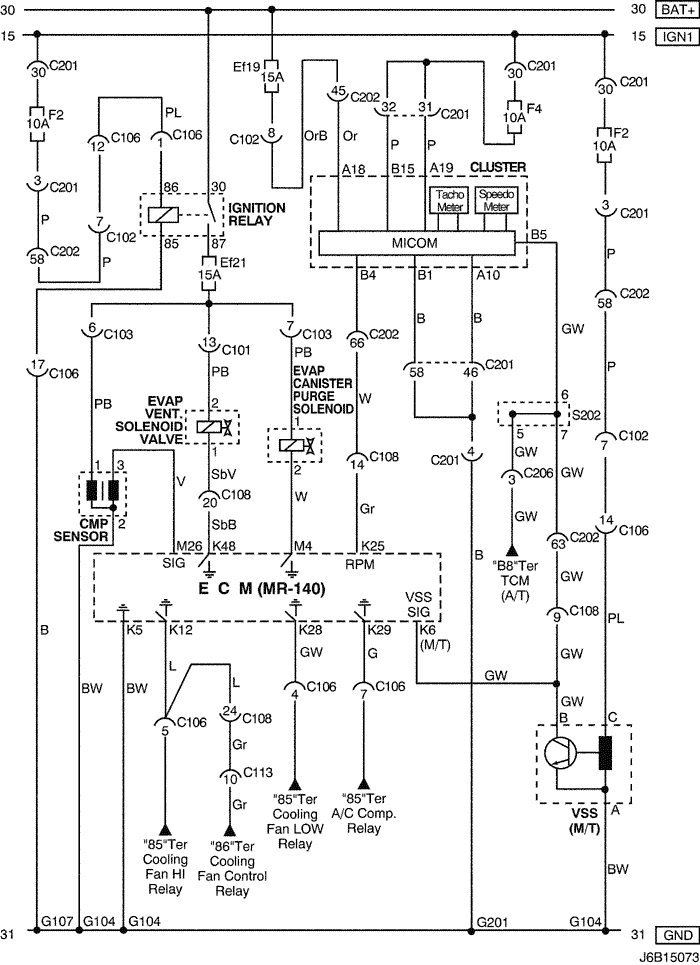 30 30 BAT+
15 15 IGN1
30 C201
F2
10A
3 C201
P
58 C202
12 C106
7 C102
P
PL
1 C106
86 30
IGNITION
RELAY
85 87
Ef21
15A
Ef19
15A
8
C102
OrB
45 C202
Or
32 31 C201
P P
30 C201
F4
10A
30 C201
F2
10A
3 C201
P
58 C202
P
A18 B15 A19 CLUSTER
Tacho
Meter
Speedo
Meter
MICOM
B5
B4 B1 A10
GW
B B
66 C202
W
58 46 C201
6 C103
13 C101
7 C103
PB PB PB
17 C106
EVAP
VENT.
SOLENOID
VALVE
2
1
EVAP
CANISTER
PURGE
SOLENOID
1
2
6
S202
5 7
GW
GW
C206
3
GW
"B8"Ter
TCM
(A/T)
4
C201
7 C102
14 C106
1 3
2
CMP
SENSOR
V
SbV
20 C108
SbB
W
14 C108
Gr
63 C202
GW
9 C108
GW
PL
M26 K48 M4 K25
SIG RPM
E C M (MR-140)
VSS
SIG
K5 K12 K28 K29 K6
(M/T)
B
BW
BW
L
L
GW
G
GW
GW
B
5 C106
24 C108
Gr
10 C113
Gr
4 C106
7 C106
B C
VSS
(M/T)
A
BW
"85"Ter
Cooling
Fan HI
Relay
"86"Ter
Cooling
Fan Control
Relay
"85"Ter
Cooling
Fan LOW
Relay
"85"Ter
A/C Comp.
Relay
G107 G104 G104 G201 G104
31 31 GND
J6B15073